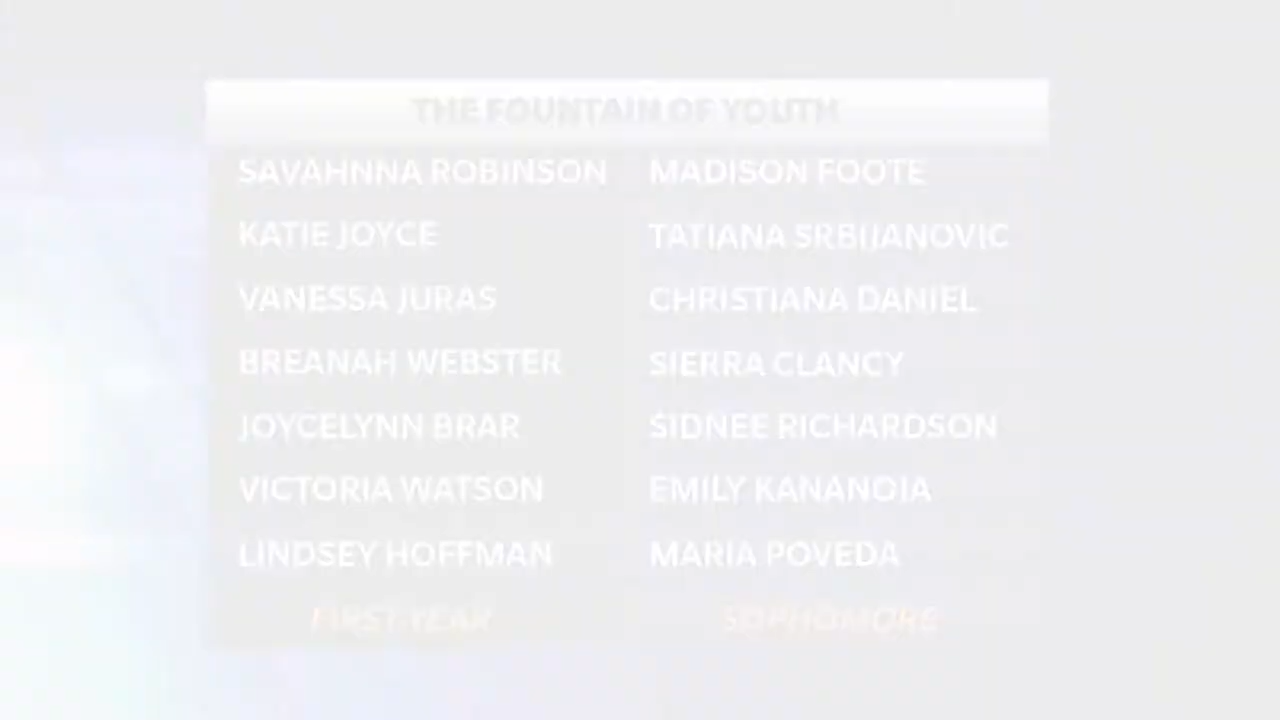 THE FOUNTAIN OF YOUTH
SAVAHNNA ROBINSON MADISON FOOTE
KATIE JOYCE TATIANA SRBIJANOVIC
VANESSA JURAS CHRISTIANA DANIEL
BREANAH WEBSTER SIERRA CLANCY
JOYCELYNN BRAR SIDNEE RICHARDSON
VICTORIA WATSON EMILY KANANOJA
LINDSEY HOFFMAN MARIA POVEDA
FIRST-YEAR SOPHOMORE